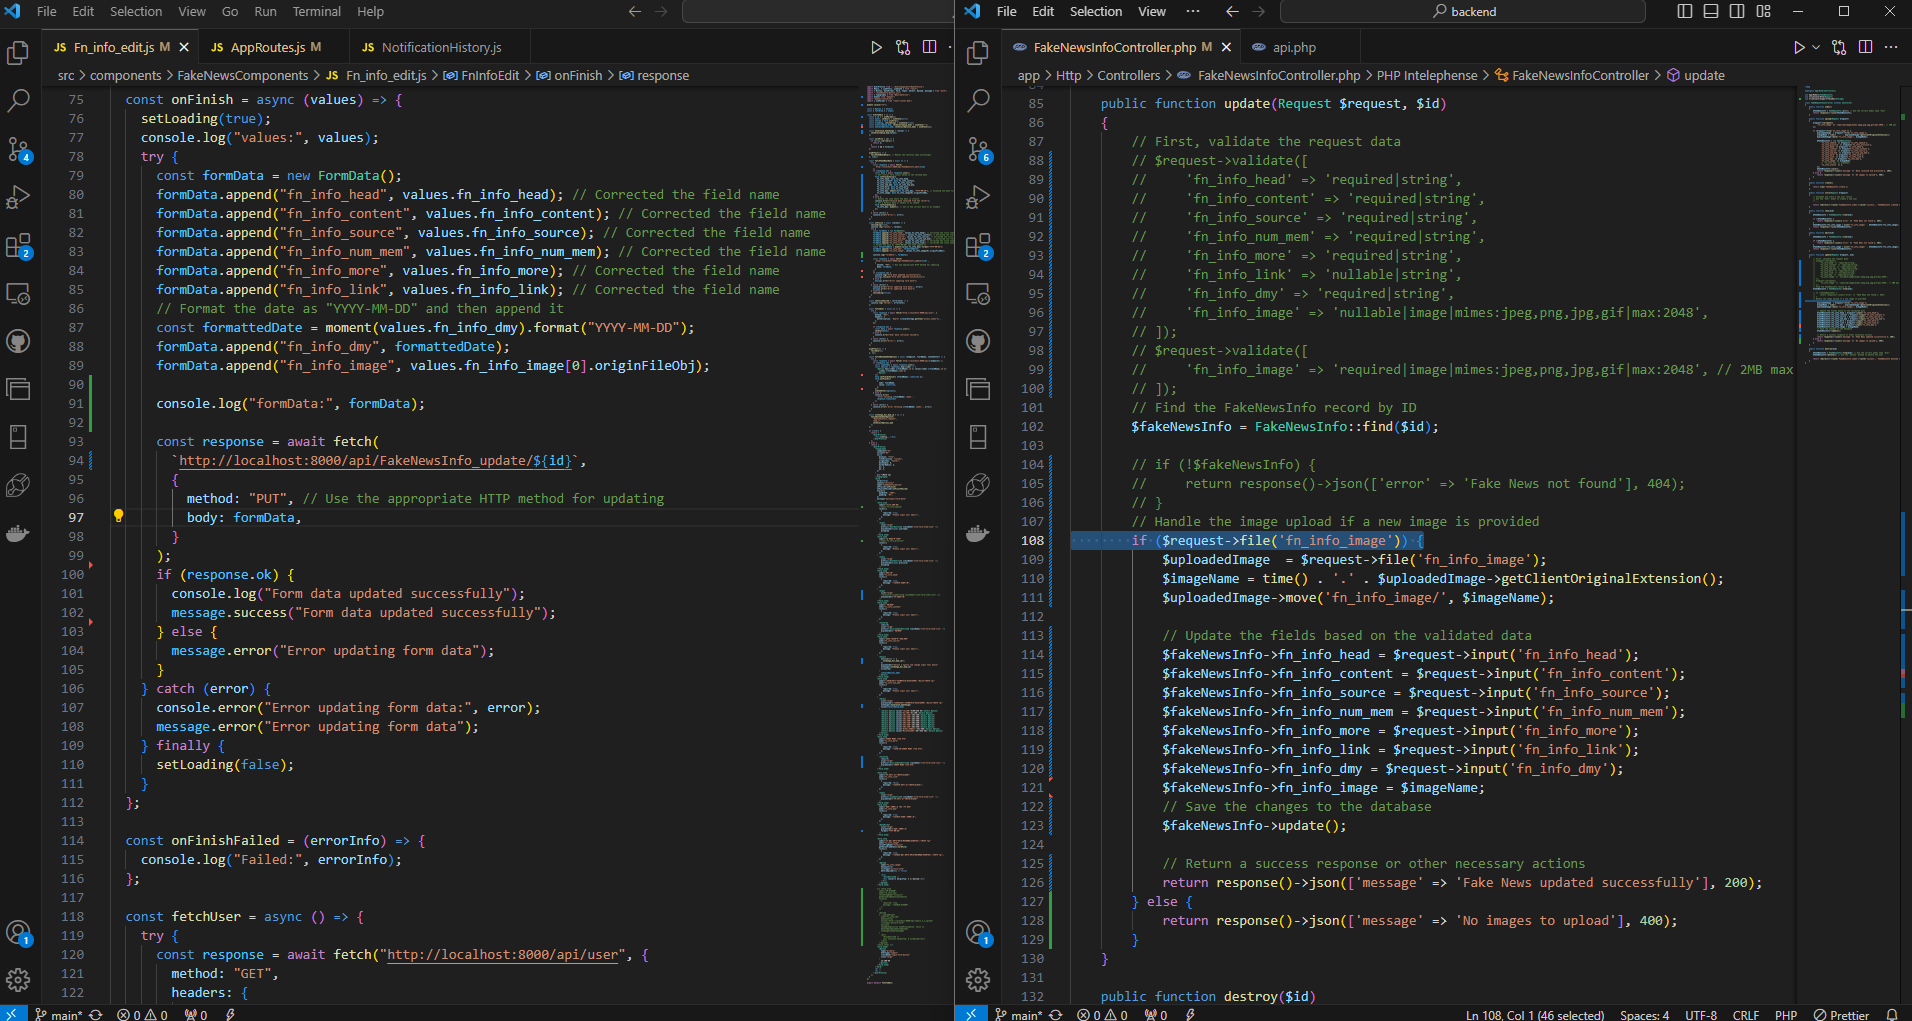 File Edit Selection View Go Run Terminal Help
JS Fn_info_edit.js M
JS AppRoutes.js M
JS NotificationHistory.js
src > components > FakeNewsComponents > JS Fn_info_edit.js > FnInfoEdit > onFinish > response
75 const onFinish = async (values) => {
76 setLoading(true);
77 console.log("values:", values);
78 try {
79 const formData = new FormData();
80 formData.append("fn_info_head", values.fn_info_head); // Corrected the field name
81 formData.append("fn_info_content", values.fn_info_content); // Corrected the field name
82 formData.append("fn_info_source", values.fn_info_source); // Corrected the field name
83 formData.append("fn_info_num_mem", values.fn_info_num_mem); // Corrected the field name
84 formData.append("fn_info_more", values.fn_info_more); // Corrected the field name
85 formData.append("fn_info_link", values.fn_info_link); // Corrected the field name
86 // Format the date as "YYYY-MM-DD" and then append it
87 const formattedDate = moment(values.fn_info_dmy).format("YYYY-MM-DD");
88 formData.append("fn_info_dmy", formattedDate);
89 formData.append("fn_info_image", values.fn_info_image[0].originFileObj);
90
91 console.log("formData:", formData);
92
93 const response = await fetch(
94 `http://localhost:8000/api/FakeNewsInfo_update/${id}`,
95 {
96 method: "PUT", // Use the appropriate HTTP method for updating
97 body: formData,
98 }
99 );
100 if (response.ok) {
101 console.log("Form data updated successfully");
102 message.success("Form data updated successfully");
103 } else {
104 message.error("Error updating form data");
105 }
106 } catch (error) {
107 console.error("Error updating form data:", error);
108 message.error("Error updating form data");
109 } finally {
110 setLoading(false);
111 }
112 };
113
114 const onFinishFailed = (errorInfo) => {
115 console.log("Failed:", errorInfo);
116 };
117
118 const fetchUser = async () => {
119 try {
120 const response = await fetch("http://localhost:8000/api/user", {
121 method: "GET",
122 headers: {
4
2
1
main* 0 0 0
File Edit Selection View ···
backend
FakeNewsInfoController.php M
api.php
app > Http > Controllers > FakeNewsInfoController.php > PHP Intelephense > FakeNewsInfoController > update
84
85 public function update(Request $request, $id)
86 {
87 // First, validate the request data
88 // $request->validate([
89 // 'fn_info_head' => 'required|string',
90 // 'fn_info_content' => 'required|string',
91 // 'fn_info_source' => 'required|string',
92 // 'fn_info_num_mem' => 'required|string',
93 // 'fn_info_more' => 'required|string',
94 // 'fn_info_link' => 'nullable|string',
95 // 'fn_info_dmy' => 'required|string',
96 // 'fn_info_image' => 'nullable|image|mimes:jpeg,png,jpg,gif|max:2048',
97 // ]);
98 // $request->validate([
99 // 'fn_info_image' => 'required|image|mimes:jpeg,png,jpg,gif|max:2048', // 2MB max
100 // ]);
101 // Find the FakeNewsInfo record by ID
102 $fakeNewsInfo = FakeNewsInfo::find($id);
103
104 // if (!$fakeNewsInfo) {
105 // return response()->json(['error' => 'Fake News not found'], 404);
106 // }
107 // Handle the image upload if a new image is provided
108 if ($request->file('fn_info_image')) {
109 $uploadedImage = $request->file('fn_info_image');
110 $imageName = time() . '.' . $uploadedImage->getClientOriginalExtension();
111 $uploadedImage->move('fn_info_image/', $imageName);
112
113 // Update the fields based on the validated data
114 $fakeNewsInfo->fn_info_head = $request->input('fn_info_head');
115 $fakeNewsInfo->fn_info_content = $request->input('fn_info_content');
116 $fakeNewsInfo->fn_info_source = $request->input('fn_info_source');
117 $fakeNewsInfo->fn_info_num_mem = $request->input('fn_info_num_mem');
118 $fakeNewsInfo->fn_info_more = $request->input('fn_info_more');
119 $fakeNewsInfo->fn_info_link = $request->input('fn_info_link');
120 $fakeNewsInfo->fn_info_dmy = $request->input('fn_info_dmy');
121 $fakeNewsInfo->fn_info_image = $imageName;
122 // Save the changes to the database
123 $fakeNewsInfo->update();
124
125 // Return a success response or other necessary actions
126 return response()->json(['message' => 'Fake News updated successfully'], 200);
127 } else {
128 return response()->json(['message' => 'No images to upload'], 400);
129 }
130 }
131
132 public function destroy($id)
6
2
1
main* 0 0 0 Ln 108, Col 1 (46 selected) Spaces: 4 UTF-8 CRLF PHP Prettier